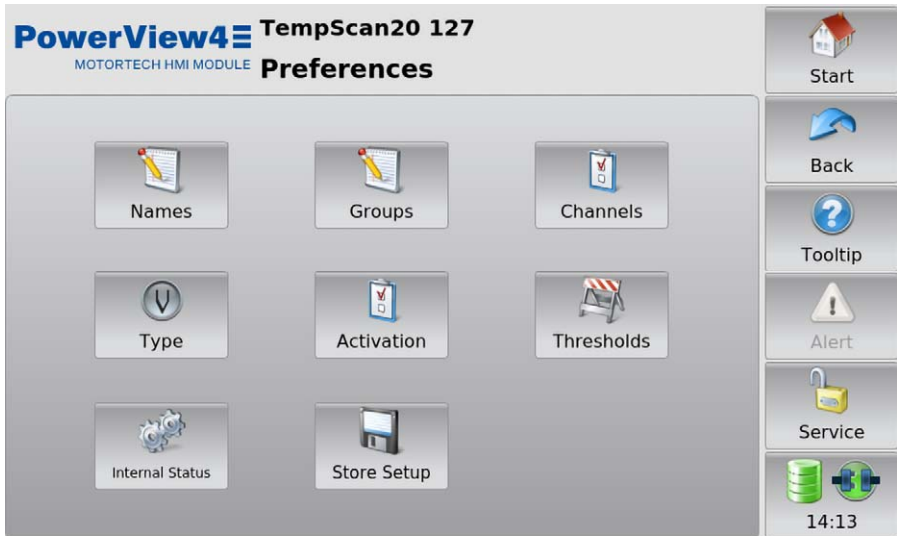 PowerView4
MOTORTECH HMI MODULE
TempScan20 127
Preferences
Names
Groups
Channels
Type
Activation
Thresholds
Internal Status
Store Setup
Start
Back
Tooltip
Alert
Service
14:13